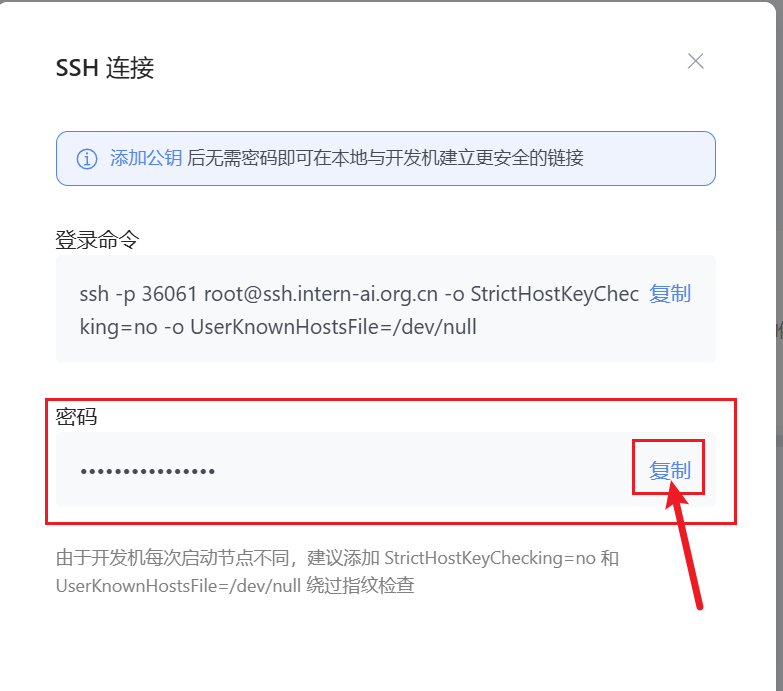 SSH 连接
添加公钥 后无需密码即可在本地与开发机建立更安全的链接
登录命令
ssh -p 36061 root@ssh.intern-ai.org.cn -o StrictHostKeyChec 复制
king=no -o UserKnownHostsFile=/dev/null
密码
•••••••••••••••• 复制
由于开发机每次启动节点不同，建议添加 StrictHostKeyChecking=no 和
UserKnownHostsFile=/dev/null 绕过指纹检查